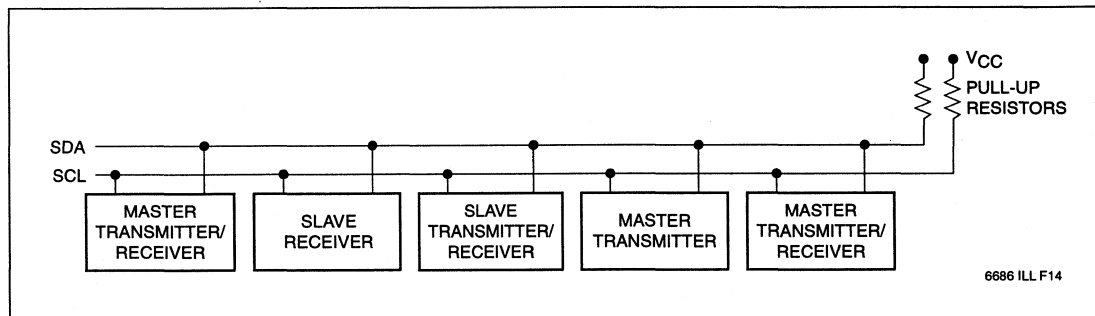 VCC
PULL-UP
RESISTORS
SDA
SCL
MASTER
TRANSMITTER/
RECEIVER
SLAVE
RECEIVER
SLAVE
TRANSMITTER/
RECEIVER
MASTER
TRANSMITTER
MASTER
TRANSMITTER/
RECEIVER
6686 ILL F14